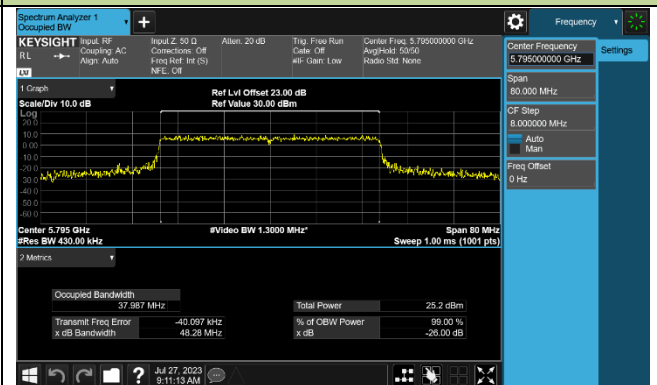 Spectrum Analyzer 1
Occupied BW
+
Frequency
KEYSIGHT
RL
LXI
Input: RF
Coupling: AC
Align: Auto
Input Z: 50 Ω
Corrections: Off
Freq Ref: Int (S)
NFE: Off
Atten: 20 dB
Trig: Free Run
Gate: Off
#IF Gain: Low
Center Freq: 5.795000000 GHz
Avg|Hold: 50/50
Radio Std: None
Center Frequency
5.795000000 GHz
Settings
Span
80.000 MHz
CF Step
8.000000 MHz
Auto
Man
Freq Offset
0 Hz
1 Graph
Scale/Div 10.0 dB
Ref Lvl Offset 23.00 dB
Ref Value 30.00 dBm
Log
20.0
10.0
0.00
-10.0
-20.0
-30.0
-40.0
-50.0
-60.0
Center 5.795 GHz
#Video BW 1.3000 MHz*
Span 80 MHz
#Res BW 430.00 kHz
Sweep 1.00 ms (1001 pts)
2 Metrics
Occupied Bandwidth
37.987 MHz
Total Power 25.2 dBm
Transmit Freq Error -40.097 kHz
% of OBW Power 99.00 %
x dB Bandwidth 48.28 MHz
x dB -26.00 dB
?
Jul 27, 2023
9:11:13 AM